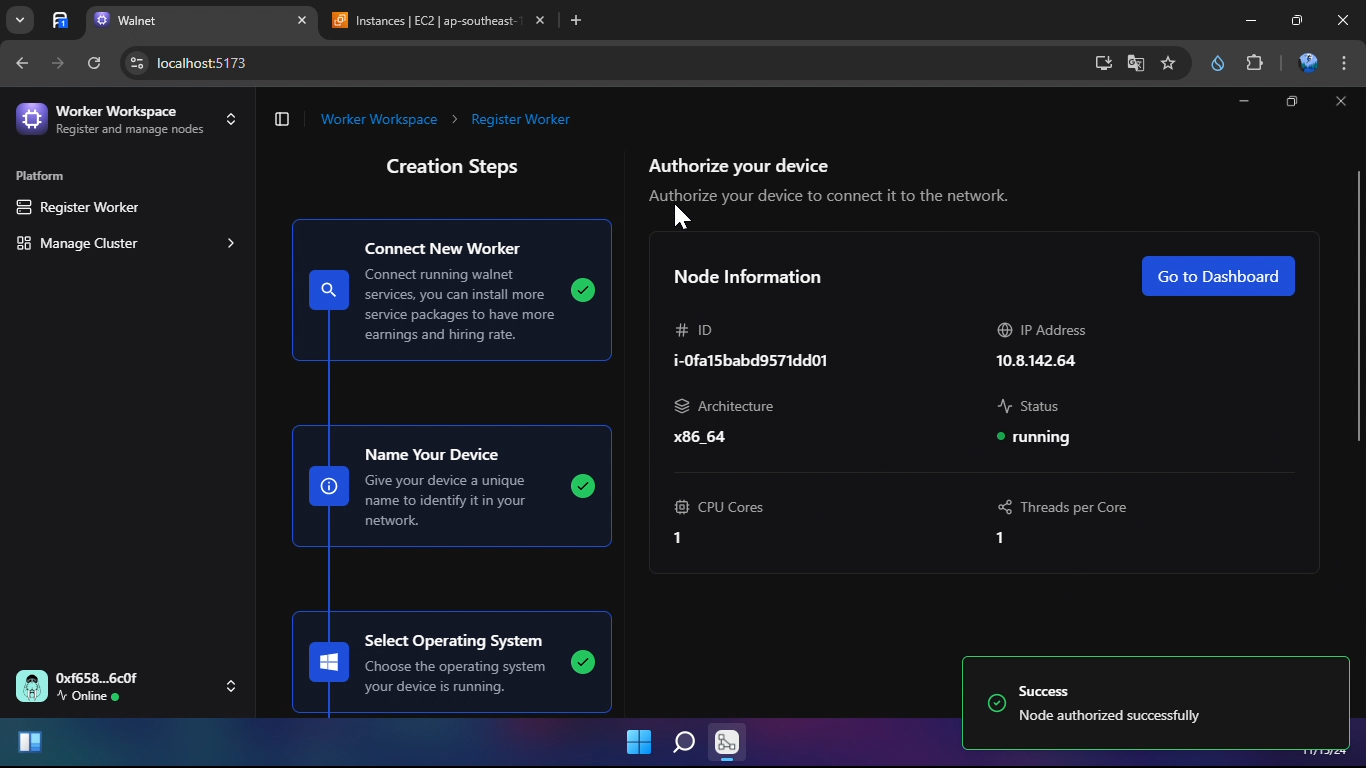 Walnet
Instances | EC2 | ap-southeast-1
localhost:5173
Worker Workspace
Register and manage nodes
Platform
Register Worker
Manage Cluster
0xf658...6c0f
Online
Worker Workspace > Register Worker
Creation Steps
Connect New Worker
Connect running walnet
services, you can install more
service packages to have more
earnings and hiring rate.
Name Your Device
Give your device a unique
name to identify it in your
network.
Select Operating System
Choose the operating system
your device is running.
Authorize your device
Authorize your device to connect it to the network.
Node Information
Go to Dashboard
ID
i-0fa15babd9571dd01
IP Address
10.8.142.64
Architecture
x86_64
Status
running
CPU Cores
1
Threads per Core
1
Success
Node authorized successfully